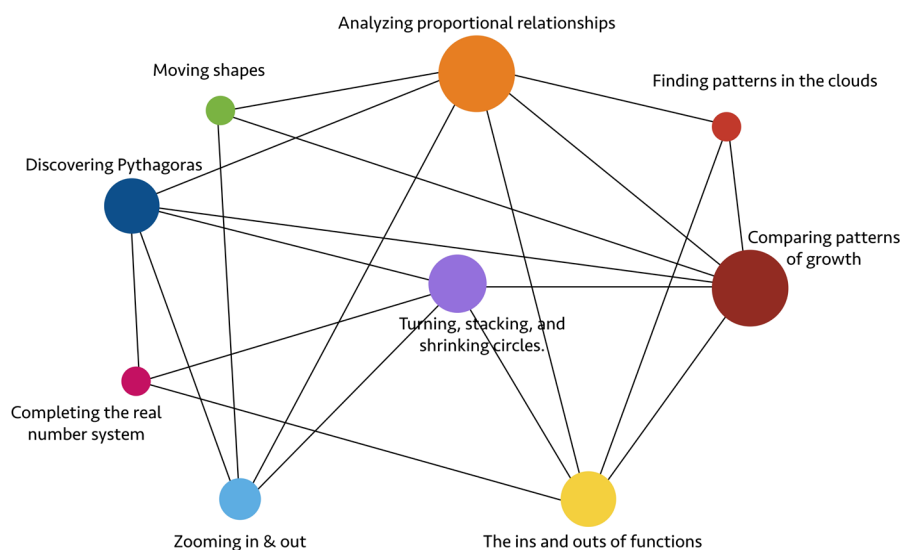 Analyzing proportional relationships
Moving shapes
Finding patterns in the clouds
Discovering Pythagoras
Comparing patterns
of growth
Turning, stacking, and
shrinking circles.
Completing the real
number system
Zooming in & out
The ins and outs of functions